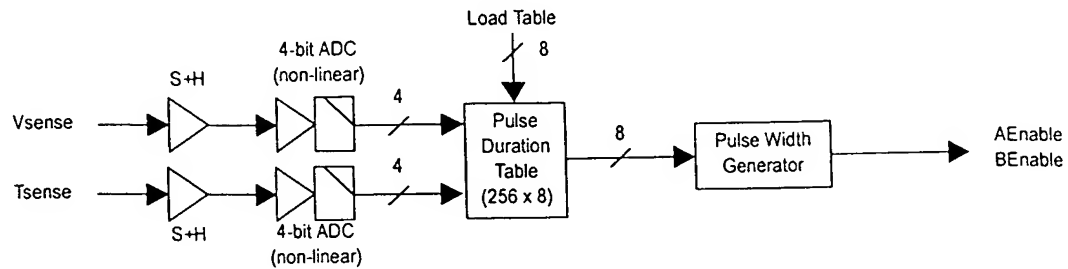 Load Table
8
4-bit ADC
(non-linear)
S+H
4
Vsense
Pulse
Duration
Table
(256 x 8)
8
Pulse Width
Generator
AEnable
BEnable
Tsense
4
S+H
4-bit ADC
(non-linear)